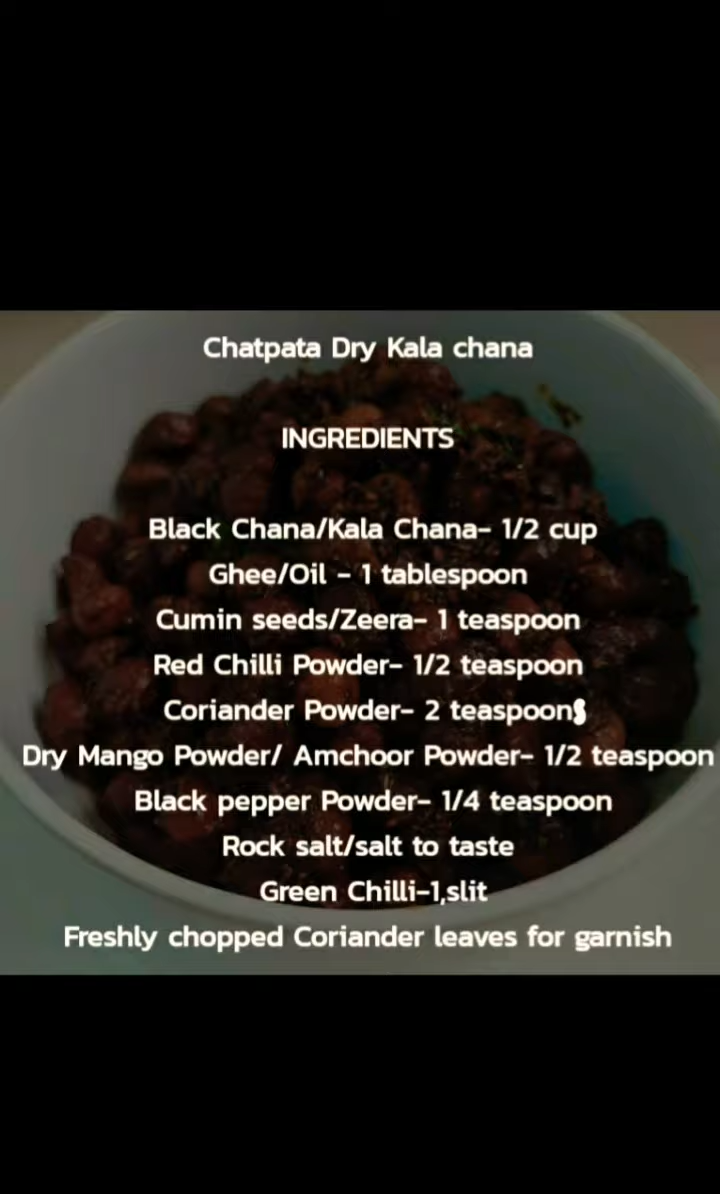 Chatpata Dry Kala chana
INGREDIENTS
Black Chana/Kala Chana- 1/2 cup
Ghee/Oil - 1 tablespoon
Cumin seeds/Zeera- 1 teaspoon
Red Chilli Powder- 1/2 teaspoon
Coriander Powder- 2 teaspoons
Dry Mango Powder/ Amchoor Powder- 1/2 teaspoon
Black pepper Powder- 1/4 teaspoon
Rock salt/salt to taste
Green Chilli-1,slit
Freshly chopped Coriander leaves for garnish